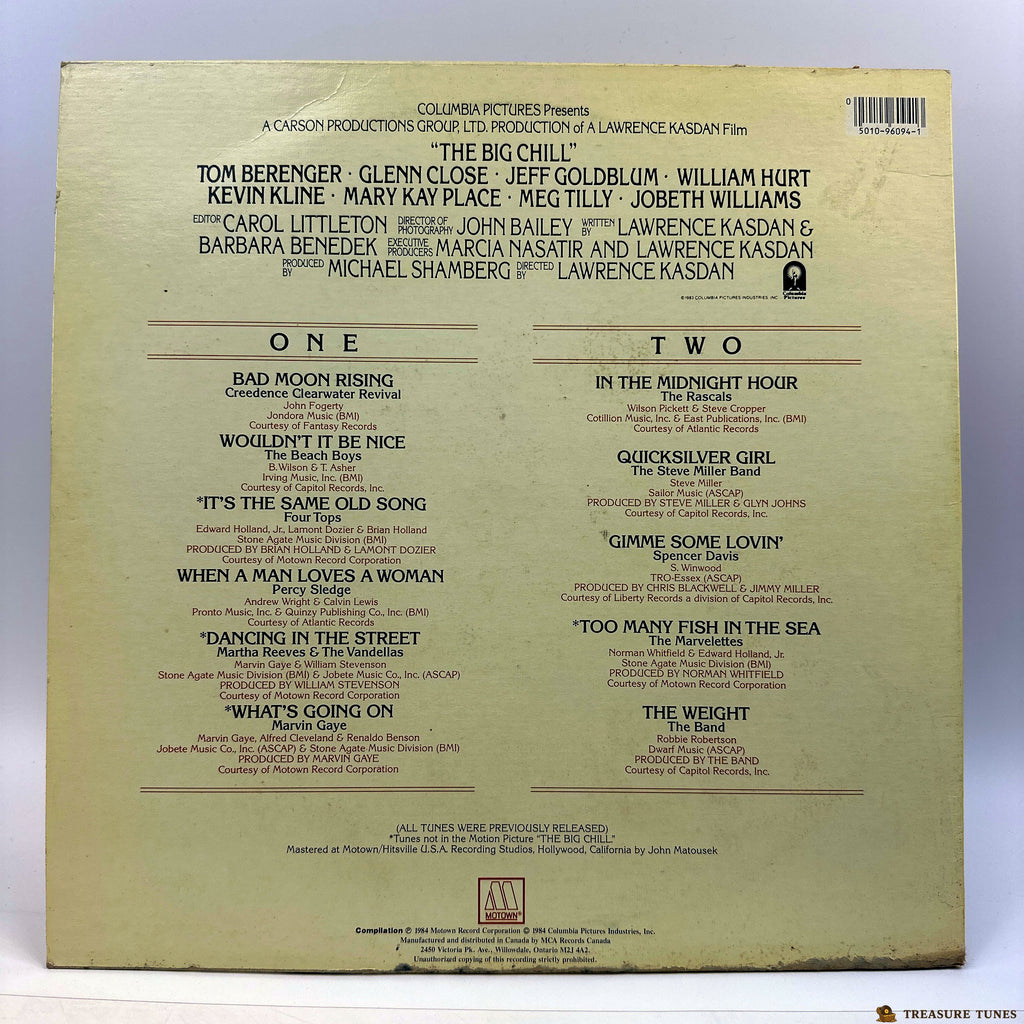 COLUMBIA PICTURES Presents
A CARSON PRODUCTIONS GROUP, LTD. PRODUCTION of A LAWRENCE KASDAN Film
"THE BIG CHILL"
TOM BERENGER · GLENN CLOSE · JEFF GOLDBLUM · WILLIAM HURT
KEVIN KLINE · MARY KAY PLACE · MEG TILLY · JOBETH WILLIAMS
EDITOR CAROL LITTLETON DIRECTOR OF PHOTOGRAPHY JOHN BAILEY WRITTEN BY LAWRENCE KASDAN &
BARBARA BENEDEK EXECUTIVE PRODUCERS MARCIA NASATIR AND LAWRENCE KASDAN
PRODUCED BY MICHAEL SHAMBERG DIRECTED BY LAWRENCE KASDAN
0 5010-96094-1
Columbia
Pictures
©1983 COLUMBIA PICTURES INDUSTRIES, INC.
ONE
BAD MOON RISING
Creedence Clearwater Revival
John Fogerty
Jondora Music (BMI)
Courtesy of Fantasy Records
WOULDN'T IT BE NICE
The Beach Boys
B. Wilson & T. Asher
Irving Music, Inc. (BMI)
Courtesy of Capitol Records, Inc.
*IT'S THE SAME OLD SONG
Four Tops
Edward Holland, Jr., Lamont Dozier & Brian Holland
Stone Agate Music Division (BMI)
PRODUCED BY BRIAN HOLLAND & LAMONT DOZIER
Courtesy of Motown Record Corporation
WHEN A MAN LOVES A WOMAN
Percy Sledge
Andrew Wright & Calvin Lewis
Pronto Music, Inc. & Quinzy Publishing Co., Inc. (BMI)
Courtesy of Atlantic Records
*DANCING IN THE STREET
Martha Reeves & The Vandellas
Marvin Gaye & William Stevenson
Stone Agate Music Division (BMI) & Jobete Music Co., Inc. (ASCAP)
PRODUCED BY WILLIAM STEVENSON
Courtesy of Motown Record Corporation
*WHAT'S GOING ON
Marvin Gaye
Marvin Gaye, Alfred Cleveland & Renaldo Benson
Jobete Music Co., Inc. (ASCAP) & Stone Agate Music Division (BMI)
PRODUCED BY MARVIN GAYE
Courtesy of Motown Record Corporation
TWO
IN THE MIDNIGHT HOUR
The Rascals
Wilson Pickett & Steve Cropper
Cotillion Music, Inc. & East Publications, Inc. (BMI)
Courtesy of Atlantic Records
QUICKSILVER GIRL
The Steve Miller Band
Steve Miller
Sailor Music (ASCAP)
PRODUCED BY STEVE MILLER & GLYN JOHNS
Courtesy of Capitol Records, Inc.
*GIMME SOME LOVIN'
Spencer Davis
S. Winwood
TRO-Essex (ASCAP)
PRODUCED BY CHRIS BLACKWELL & JIMMY MILLER
Courtesy of Liberty Records a division of Capitol Records, Inc.
*TOO MANY FISH IN THE SEA
The Marvelettes
Norman Whitfield & Edward Holland, Jr.
Stone Agate Music Division (BMI)
PRODUCED BY NORMAN WHITFIELD
Courtesy of Motown Record Corporation
THE WEIGHT
The Band
Robbie Robertson
Dwarf Music (ASCAP)
PRODUCED BY THE BAND
Courtesy of Capitol Records, Inc.
(ALL TUNES WERE PREVIOUSLY RELEASED)
*Tunes not in the Motion Picture "THE BIG CHILL"
Mastered at Motown/Hitsville U.S.A. Recording Studios, Hollywood, California by John Matousek
MOTOWN®
Compilation ℗ 1984 Motown Record Corporation © 1984 Columbia Pictures Industries, Inc.
Manufactured and distributed in Canada by MCA Records Canada
2450 Victoria Pk. Ave., Willowdale, Ontario M2J 4A2.
Unauthorized copying of this recording strictly prohibited.
TREASURE TUNES